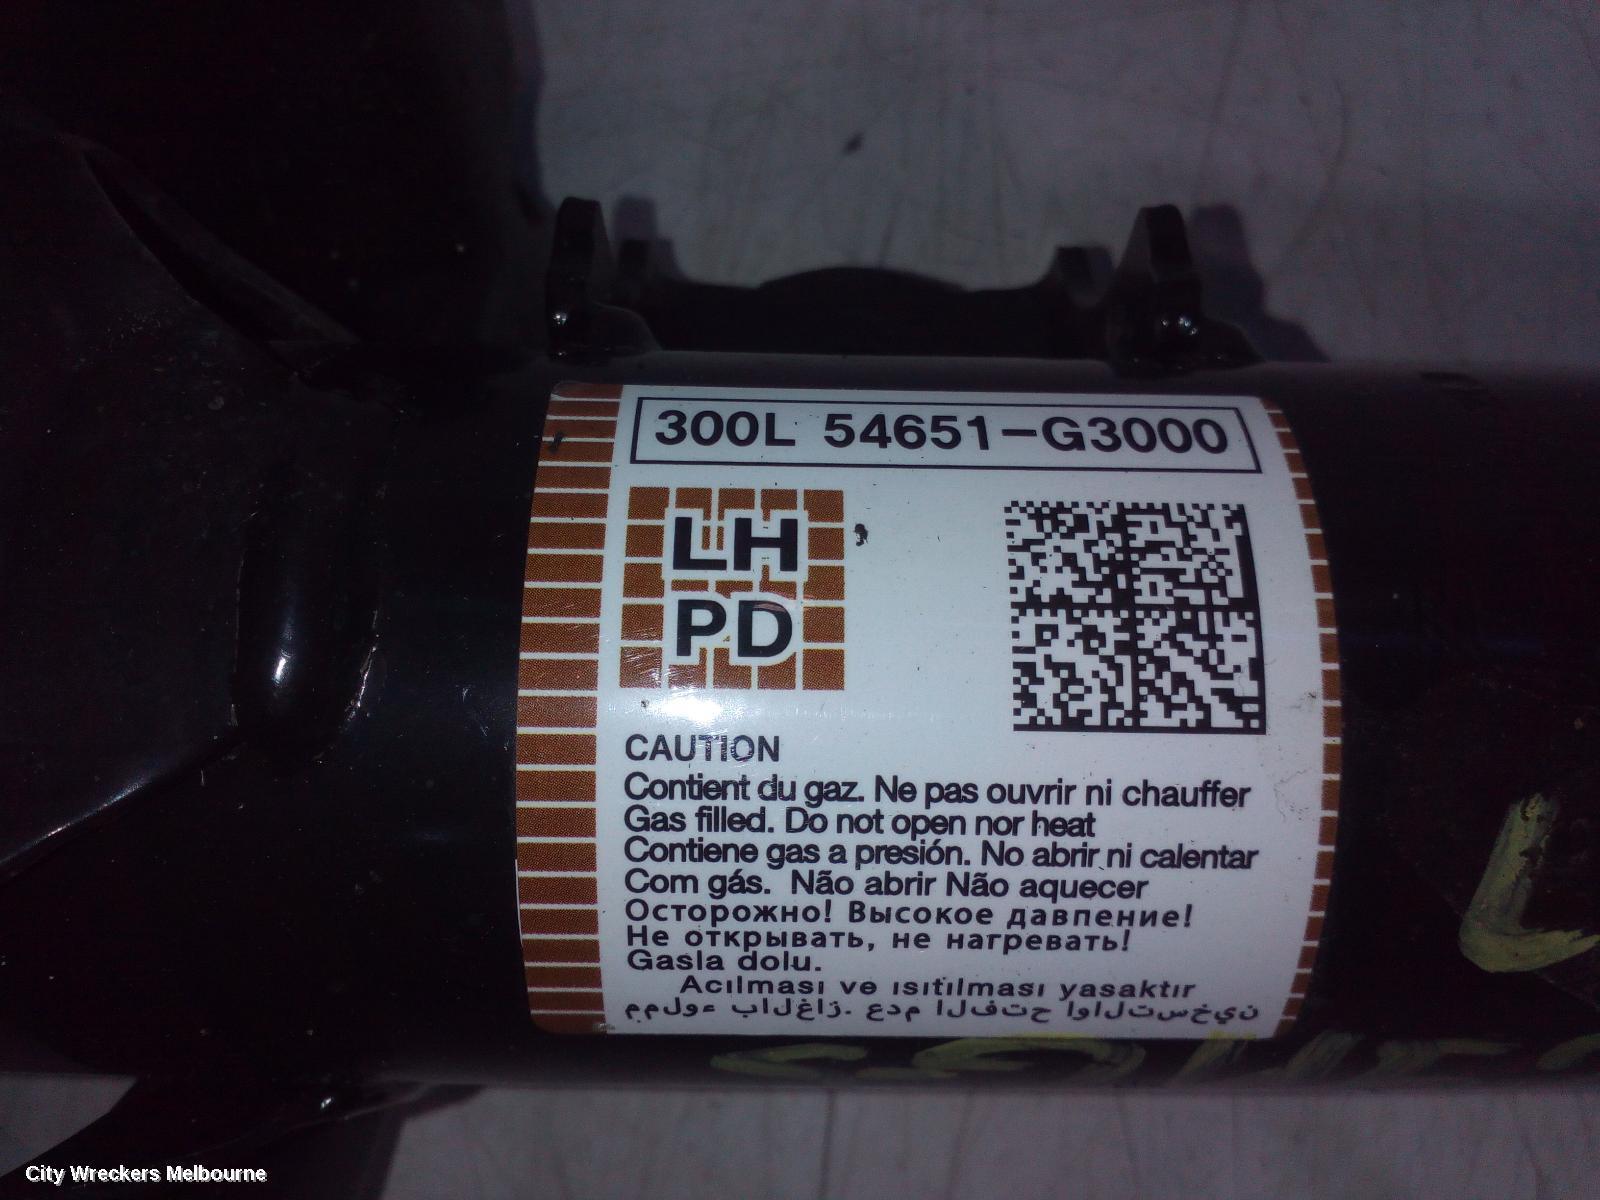 300L 54651-G3000
LH
PD
CAUTION
Contient du gaz. Ne pas ouvrir ni chauffer
Gas filled. Do not open nor heat
Contiene gas a presión. No abrir ni calentar
Com gás. Não abrir Não aquecer
Осторожно! Высокое давпение!
Не открывать, не нагревать!
Gasla dolu.
Acılması ve ısıtılması yasaktır
ن‍ي‍خ‍س‍ت‍ل‍ا‍و‍ا ح‍ت‍ف‍ل‍ا م‍د‍ع .ز‍ا‍غ‍ل‍ا‍ب ء‍و‍ل‍م‍م
City Wreckers Melbourne